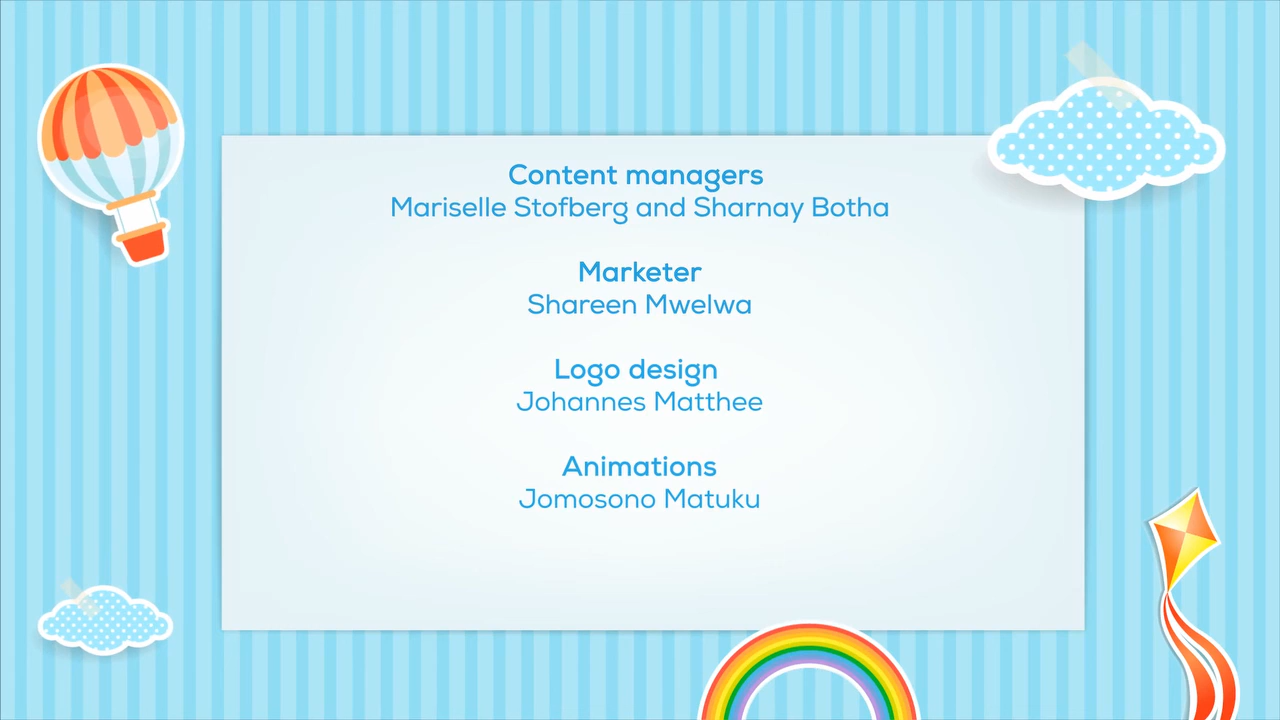 Content managers
Mariselle Stofberg and Sharnay Botha
Marketer
Shareen Mwelwa
Logo design
Johannes Matthee
Animations
Jomosono Matuku